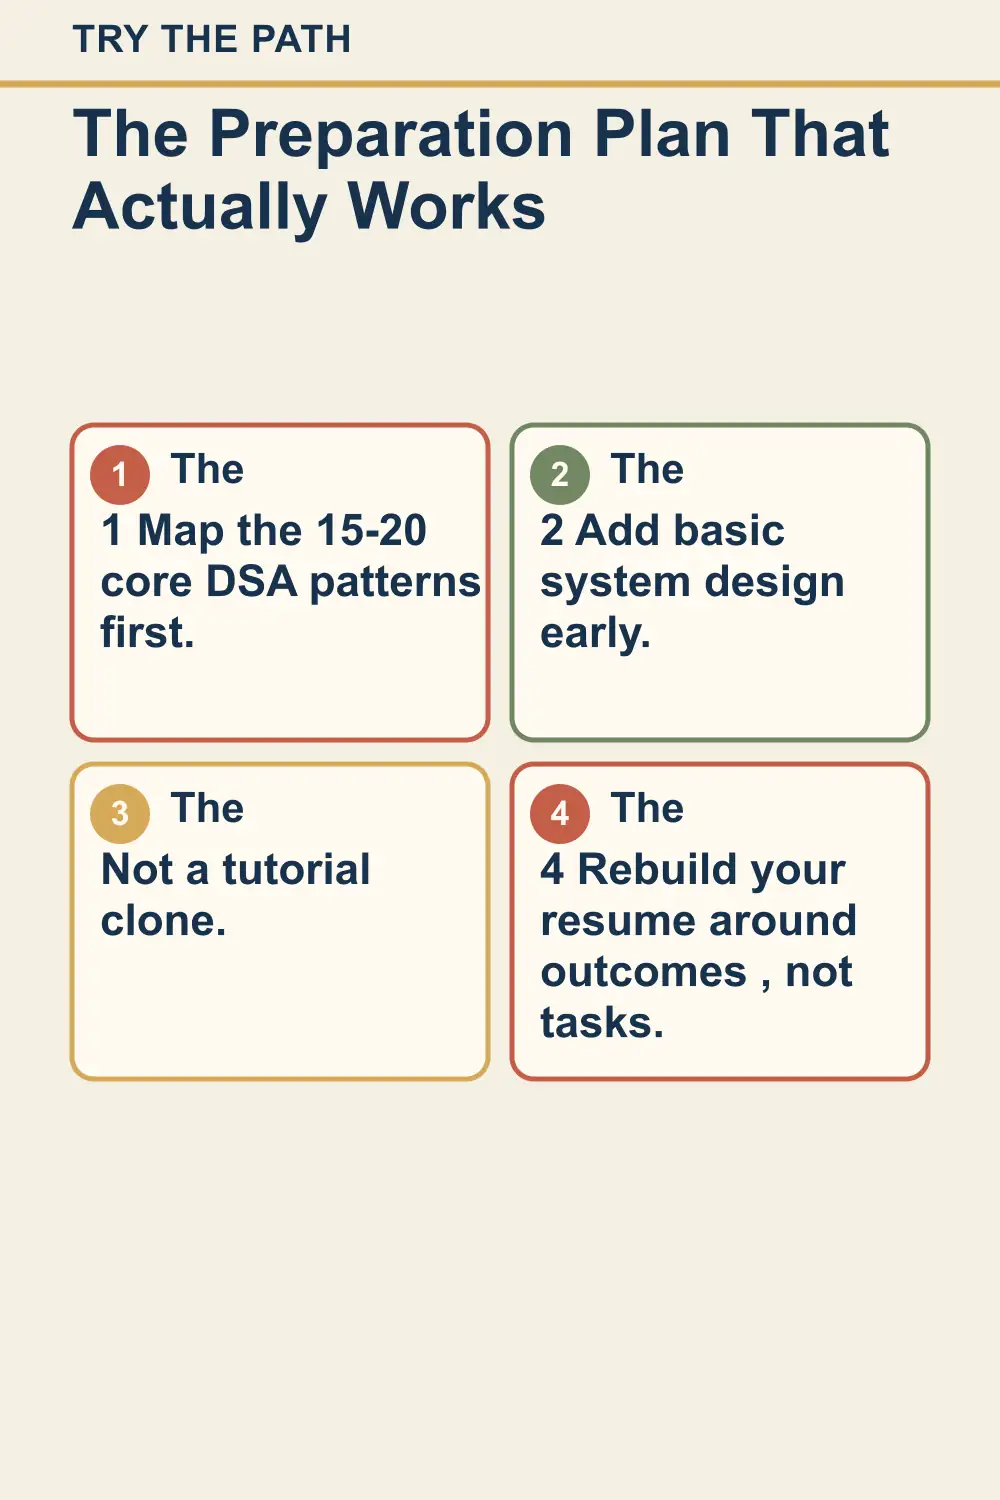 TRY THE PATH
The Preparation Plan That
Actually Works
1 The
1 Map the 15-20
core DSA patterns
first.
2 The
2 Add basic
system design
early.
3 The
Not a tutorial
clone.
4 The
4 Rebuild your
resume around
outcomes , not
tasks.